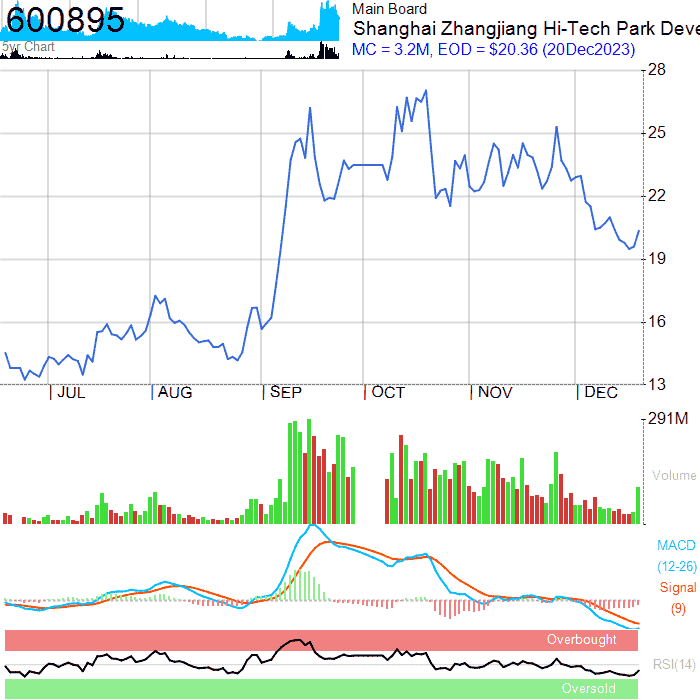 600895
5yr Chart
Main Board
Shanghai Zhangjiang Hi-Tech Park Deve
MC = 3.2M, EOD = $20.36 (20Dec2023)
28
25
22
19
16
13
JUL AUG SEP OCT NOV DEC
291M
Volume
MACD
(12-26)
Signal
(9)
Overbought
RSI(14)
Oversold